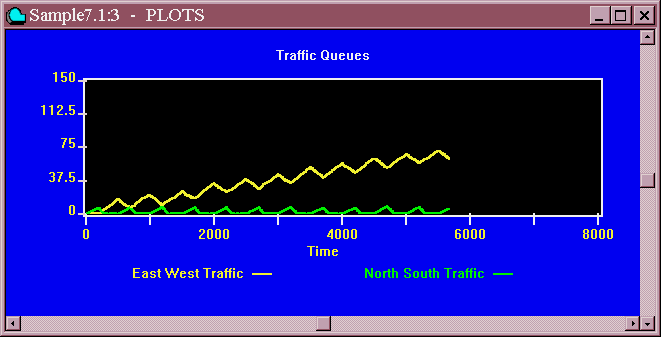 Sample7.1:3 - PLOTS
Traffic Queues
150
112.5
75
37.5
0
0 2000 4000 6000 8000
Time
East West Traffic North South Traffic